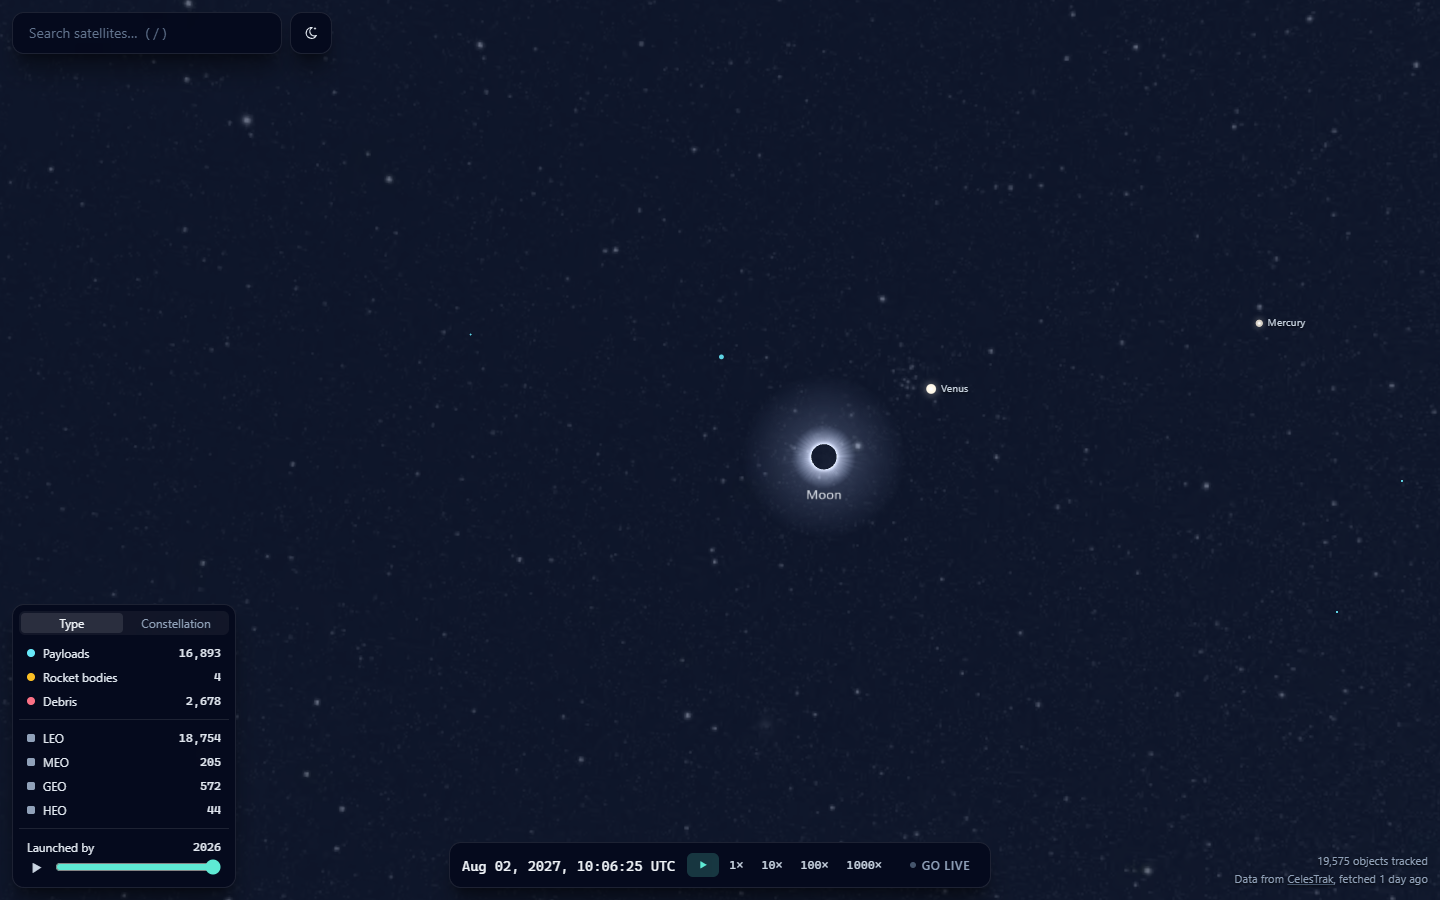 Search satellites... (/)
Mercury
Venus
Moon
Type Constellation
Payloads 16,893
Rocket bodies 4
Debris 2,678
LEO 18,754
MEO 205
GEO 572
HEO 44
Launched by 2026
Aug 02, 2027, 10:06:25 UTC 1× 10× 100× 1000× GO LIVE
19,575 objects tracked
Data from CelesTrak, fetched 1 day ago